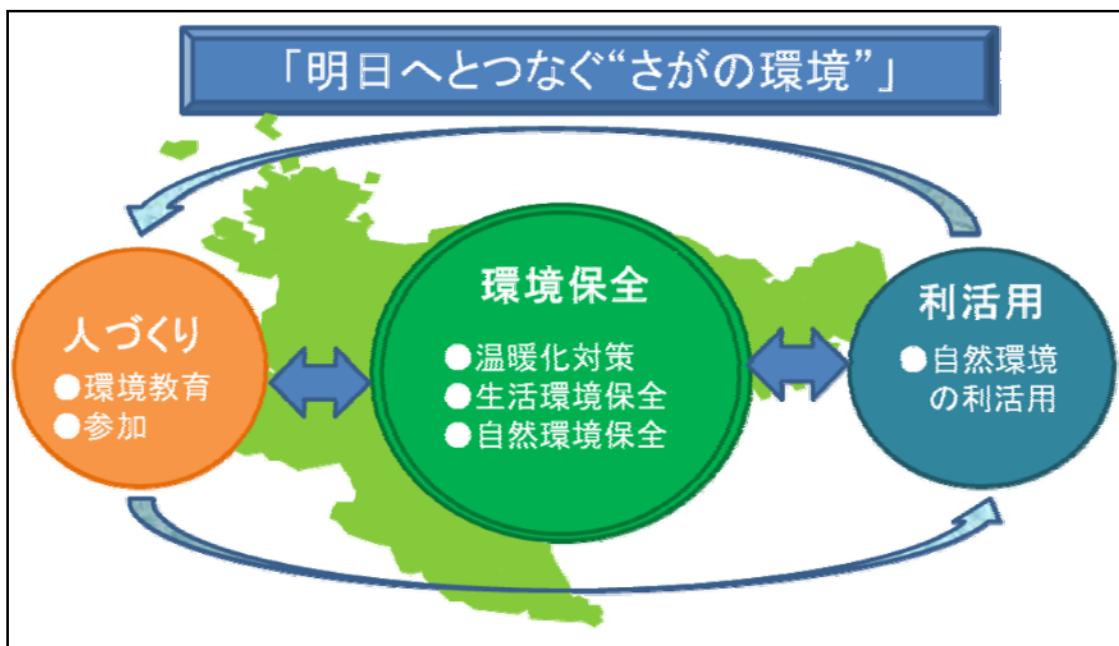 「明日へとつなぐ“さがの環境”」
人づくり
●環境教育
●参加
環境保全
●温暖化対策
●生活環境保全
●自然環境保全
利活用
●自然環境
の利活用